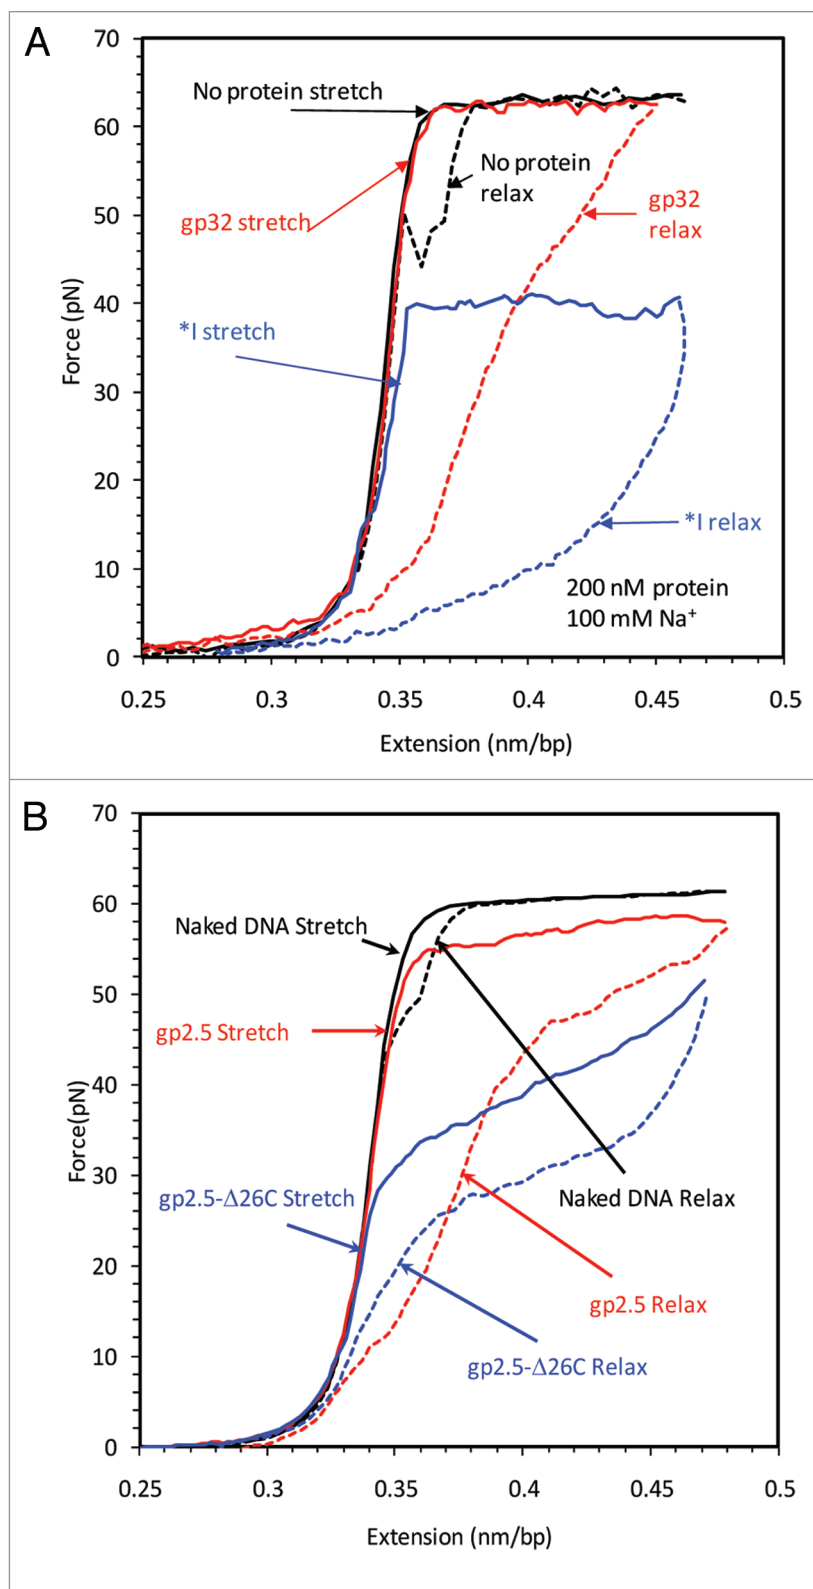 A
70
60
50
40
30
20
10
0
Force (pN)
No protein stretch
No protein
relax
gp32 stretch
gp32
relax
*I stretch
*I relax
200 nM protein
100 mM Na⁺
0.25 0.3 0.35 0.4 0.45 0.5
Extension (nm/bp)
B
70
60
50
40
30
20
10
0
Force(pN)
Naked DNA Stretch
gp2.5 Stretch
gp2.5-Δ26C Stretch
Naked DNA Relax
gp2.5 Relax
gp2.5-Δ26C Relax
0.25 0.3 0.35 0.4 0.45 0.5
Extension (nm/bp)